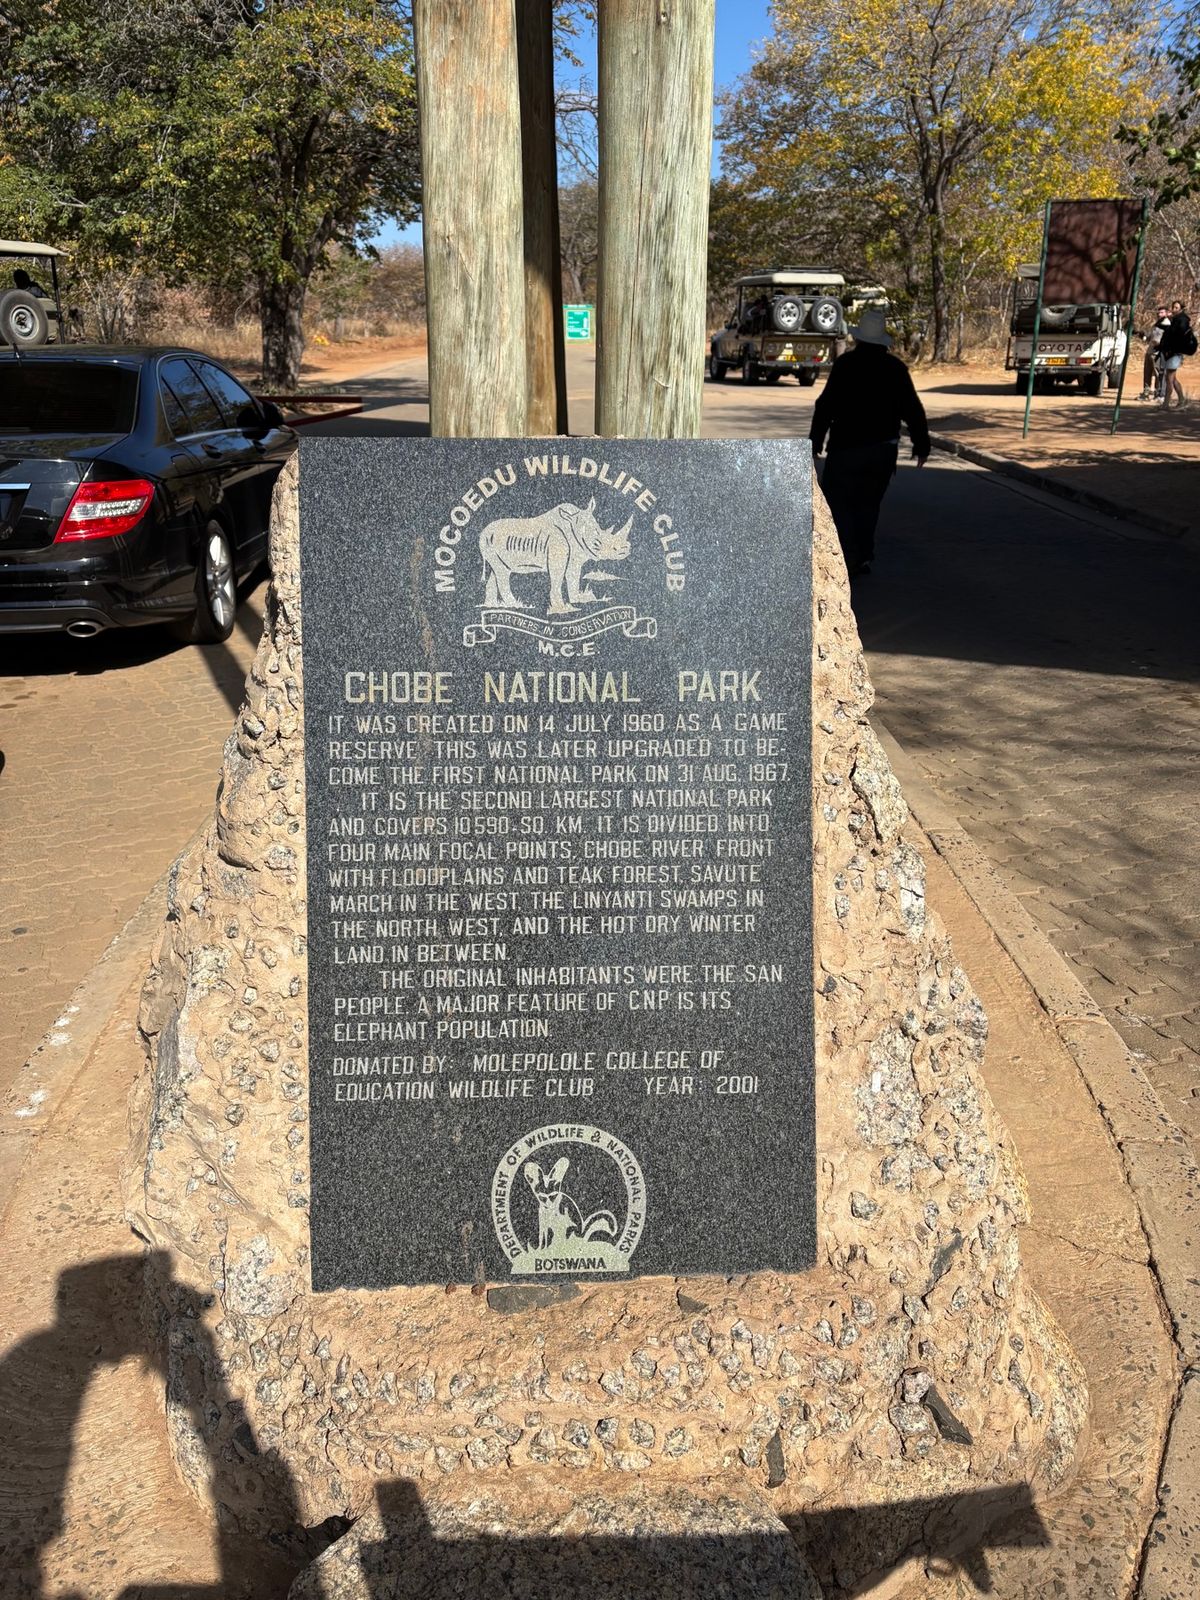 MOCOEDU WILDLIFE CLUB
PARTNERS IN CONSERVATION
M.C.E
CHOBE NATIONAL PARK
IT WAS CREATED ON 14 JULY 1960 AS A GAME
RESERVE. THIS WAS LATER UPGRADED TO BE-
COME THE FIRST NATIONAL PARK ON 31 AUG. 1967.
IT IS THE SECOND LARGEST NATIONAL PARK
AND COVERS 10590-SQ. KM. IT IS DIVIDED INTO
FOUR MAIN FOCAL POINTS, CHOBE RIVER FRONT
WITH FLOODPLAINS AND TEAK FOREST, SAVUTE
MARCH IN THE WEST, THE LINYANTI SWAMPS IN
THE NORTH WEST, AND THE HOT DRY WINTER
LAND IN BETWEEN.
THE ORIGINAL INHABITANTS WERE THE SAN
PEOPLE. A MAJOR FEATURE OF CNP IS ITS
ELEPHANT POPULATION.
DONATED BY: MOLEPOLOLE COLLEGE OF
EDUCATION WILDLIFE CLUB YEAR: 2001
DEPARTMENT OF WILDLIFE & NATIONAL PARKS
BOTSWANA
TOYOTA